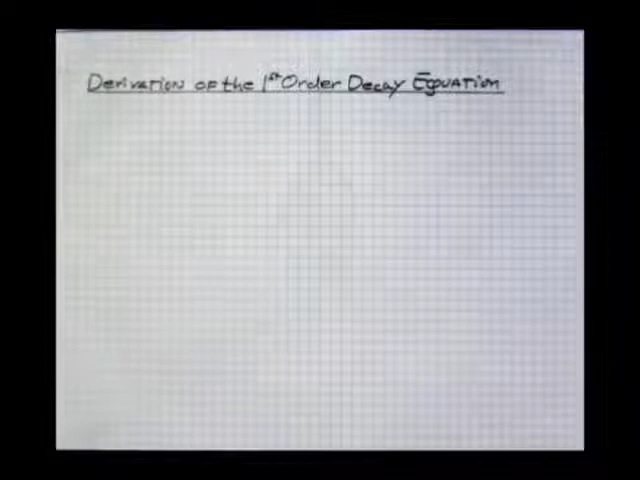 Derivation of the 1st Order Decay Equation